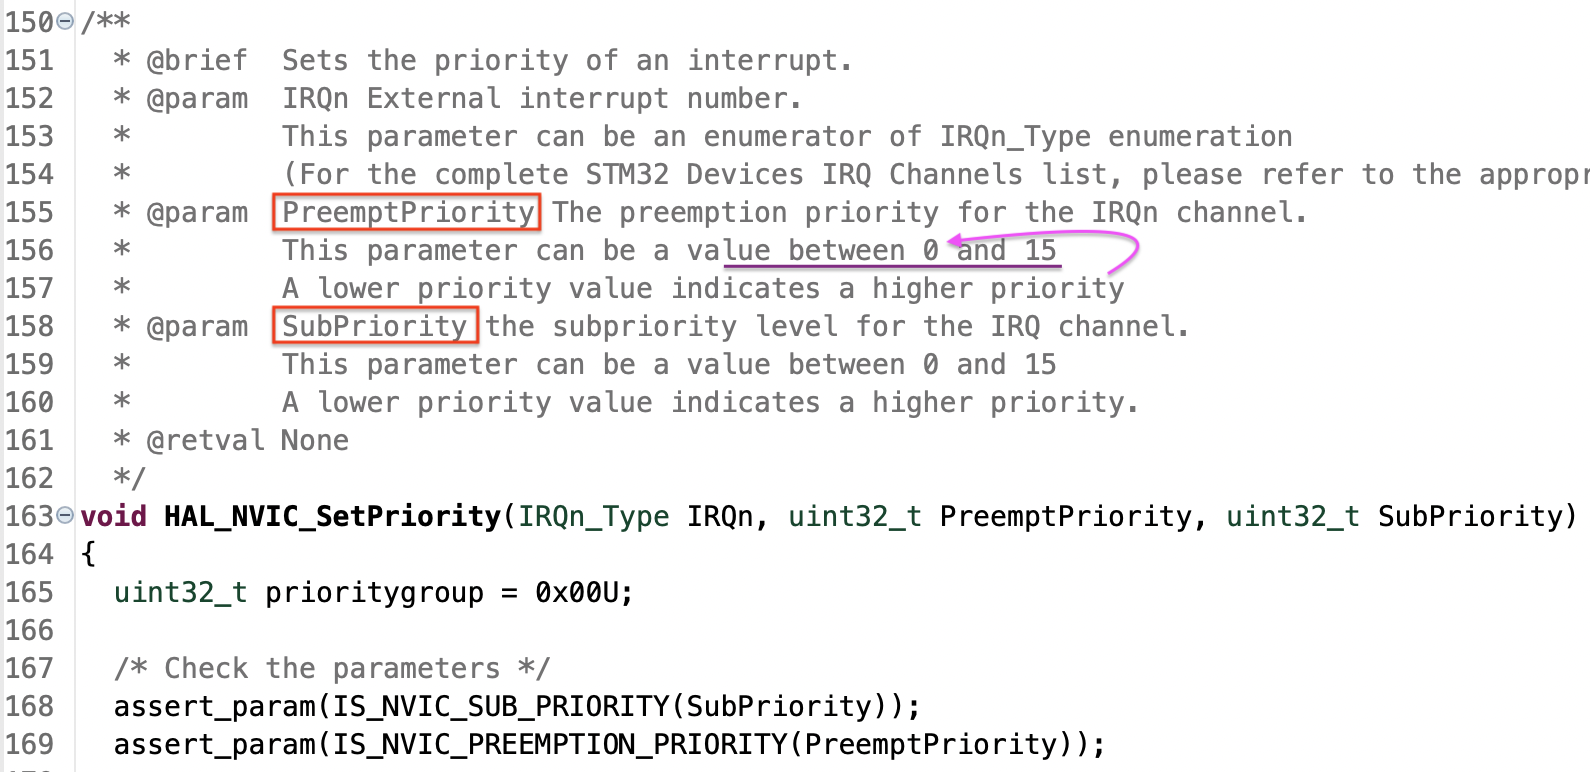 150 /**
151 * @brief Sets the priority of an interrupt.
152 * @param IRQn External interrupt number.
153 * This parameter can be an enumerator of IRQn_Type enumeration
154 * (For the complete STM32 Devices IRQ Channels list, please refer to the appropr
155 * @param PreemptPriority The preemption priority for the IRQn channel.
156 * This parameter can be a value between 0 and 15
157 * A lower priority value indicates a higher priority
158 * @param SubPriority the subpriority level for the IRQ channel.
159 * This parameter can be a value between 0 and 15
160 * A lower priority value indicates a higher priority.
161 * @retval None
162 */
163 void HAL_NVIC_SetPriority(IRQn_Type IRQn, uint32_t PreemptPriority, uint32_t SubPriority)
164 {
165 uint32_t prioritygroup = 0x00U;
166
167 /* Check the parameters */
168 assert_param(IS_NVIC_SUB_PRIORITY(SubPriority));
169 assert_param(IS_NVIC_PREEMPTION_PRIORITY(PreemptPriority));